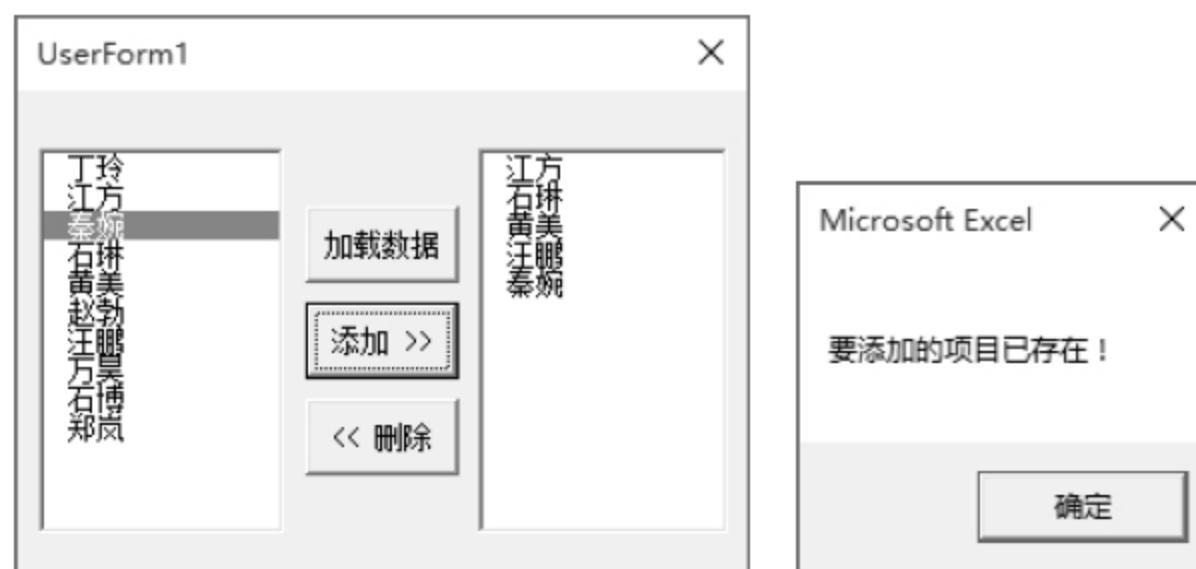 UserForm1
丁玲
江方
秦婉
石琳
黄美
赵勃
汪鹏
万昊
石博
郑岚
加载数据
添加 >>
<< 删除
江方
石琳
黄美
汪鹏
秦婉
Microsoft Excel
要添加的项目已存在！
确定